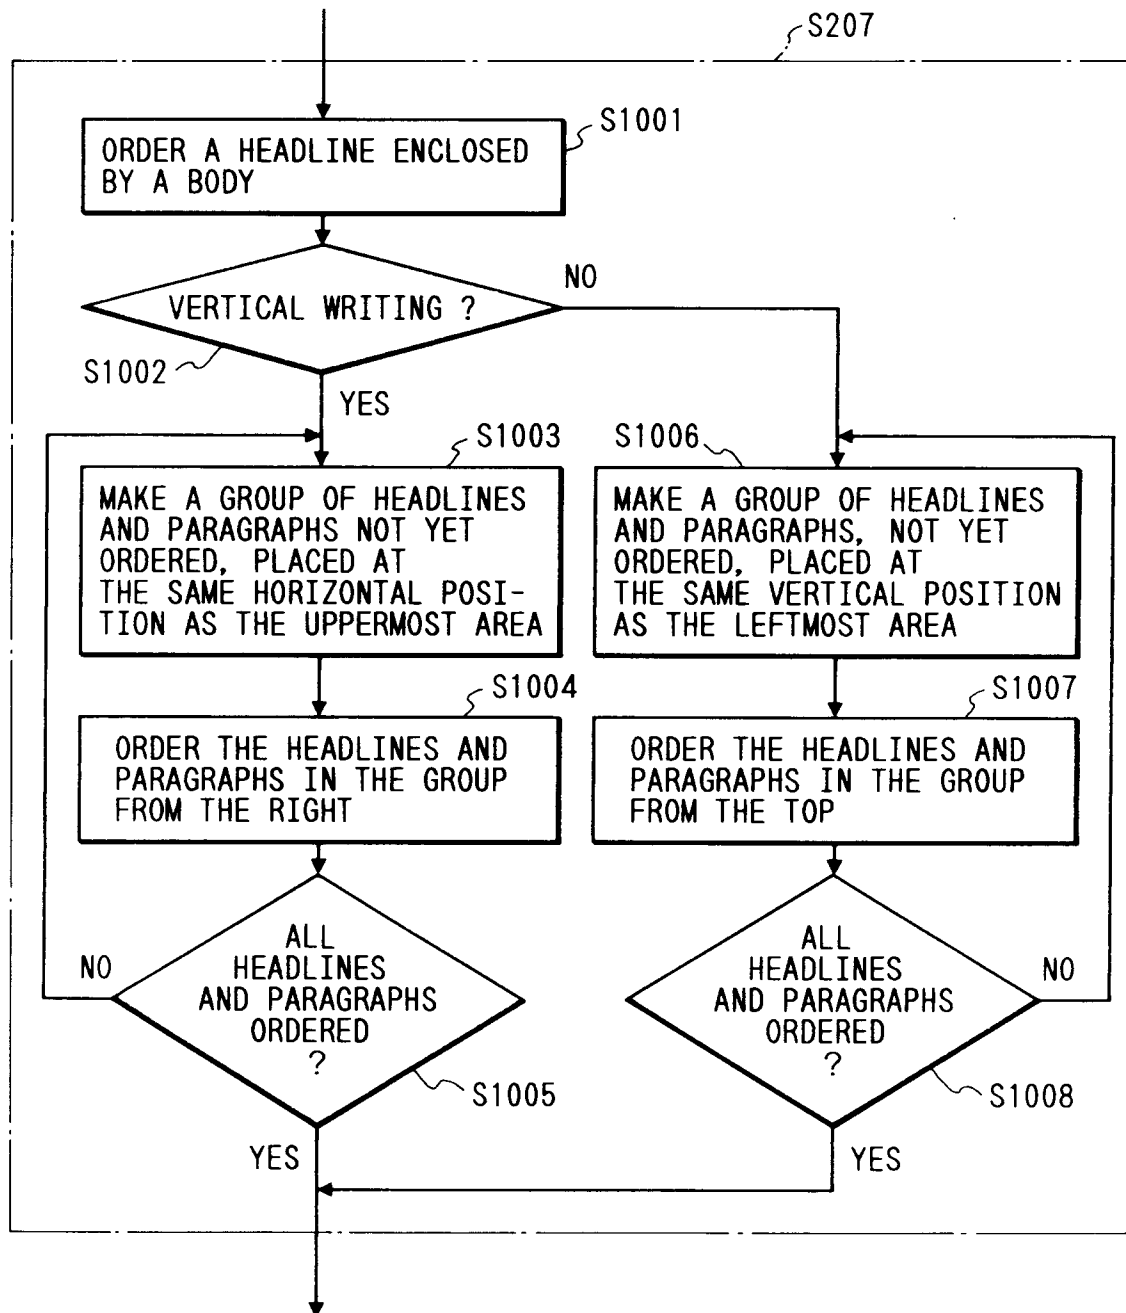 S207
S1001
ORDER A HEADLINE ENCLOSED
BY A BODY
VERTICAL WRITING ?
NO
S1002
YES
S1003
MAKE A GROUP OF HEADLINES
AND PARAGRAPHS NOT YET
ORDERED, PLACED AT
THE SAME HORIZONTAL POSI-
TION AS THE UPPERMOST AREA
S1004
ORDER THE HEADLINES AND
PARAGRAPHS IN THE GROUP
FROM THE RIGHT
ALL
HEADLINES
AND PARAGRAPHS
ORDERED
?
NO
S1005
YES
S1006
MAKE A GROUP OF HEADLINES
AND PARAGRAPHS, NOT YET
ORDERED, PLACED AT
THE SAME VERTICAL POSITION
AS THE LEFTMOST AREA
S1007
ORDER THE HEADLINES AND
PARAGRAPHS IN THE GROUP
FROM THE TOP
ALL
HEADLINES
AND PARAGRAPHS
ORDERED
?
NO
S1008
YES